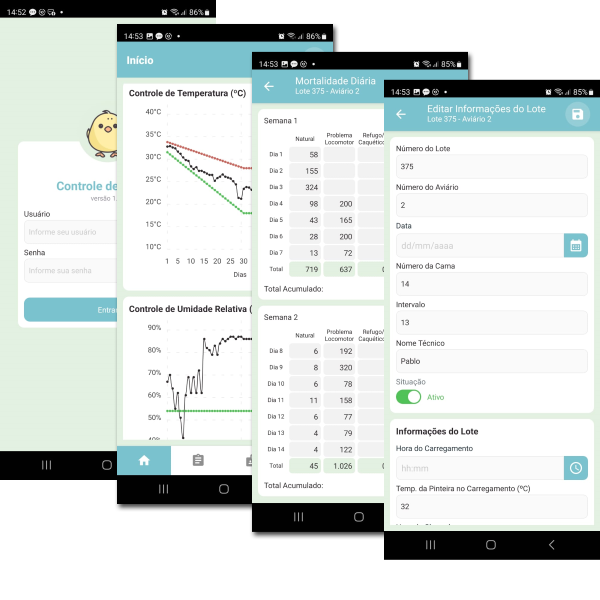 14:52
86%
Controle de
versão 1.
Usuário
Informe seu usuário
Senha
Informe sua senha
Entra
14:53
86%
Início
Controle de Temperatura (ºC)
40°C
35°C
30°C
25°C
20°C
15°C
10°C
1 5 10 15 20 25 30
Dias
Controle de Umidade Relativa (
90%
80%
70%
60%
50%
40%
14:53
85%
Mortalidade Diária
Lote 375 - Aviário 2
Semana 1
Natural Problema Locomotor Refugo/ Caquético
Dia 1 58
Dia 2 155
Dia 3 324
Dia 4 98 200
Dia 5 43 165
Dia 6 28 200
Dia 7 13 72
Total 719 637
Total Acumulado:
Semana 2
Natural Problema Locomotor Refugo/ Caquético
Dia 8 6 192
Dia 9 8 320
Dia 10 6 78
Dia 11 11 158
Dia 12 6 77
Dia 13 4 79
Dia 14 4 122
Total 45 1.026
Total Acumulado:
14:53
85%
Editar Informações do Lote
Lote 375 - Aviário 2
Número do Lote
375
Número do Aviário
2
Data
dd/mm/aaaa
Número da Cama
14
Intervalo
13
Nome Técnico
Pablo
Situação
Ativo
Informações do Lote
Hora do Carregamento
hh:mm
Temp. da Pinteira no Carregamento (ºC)
32